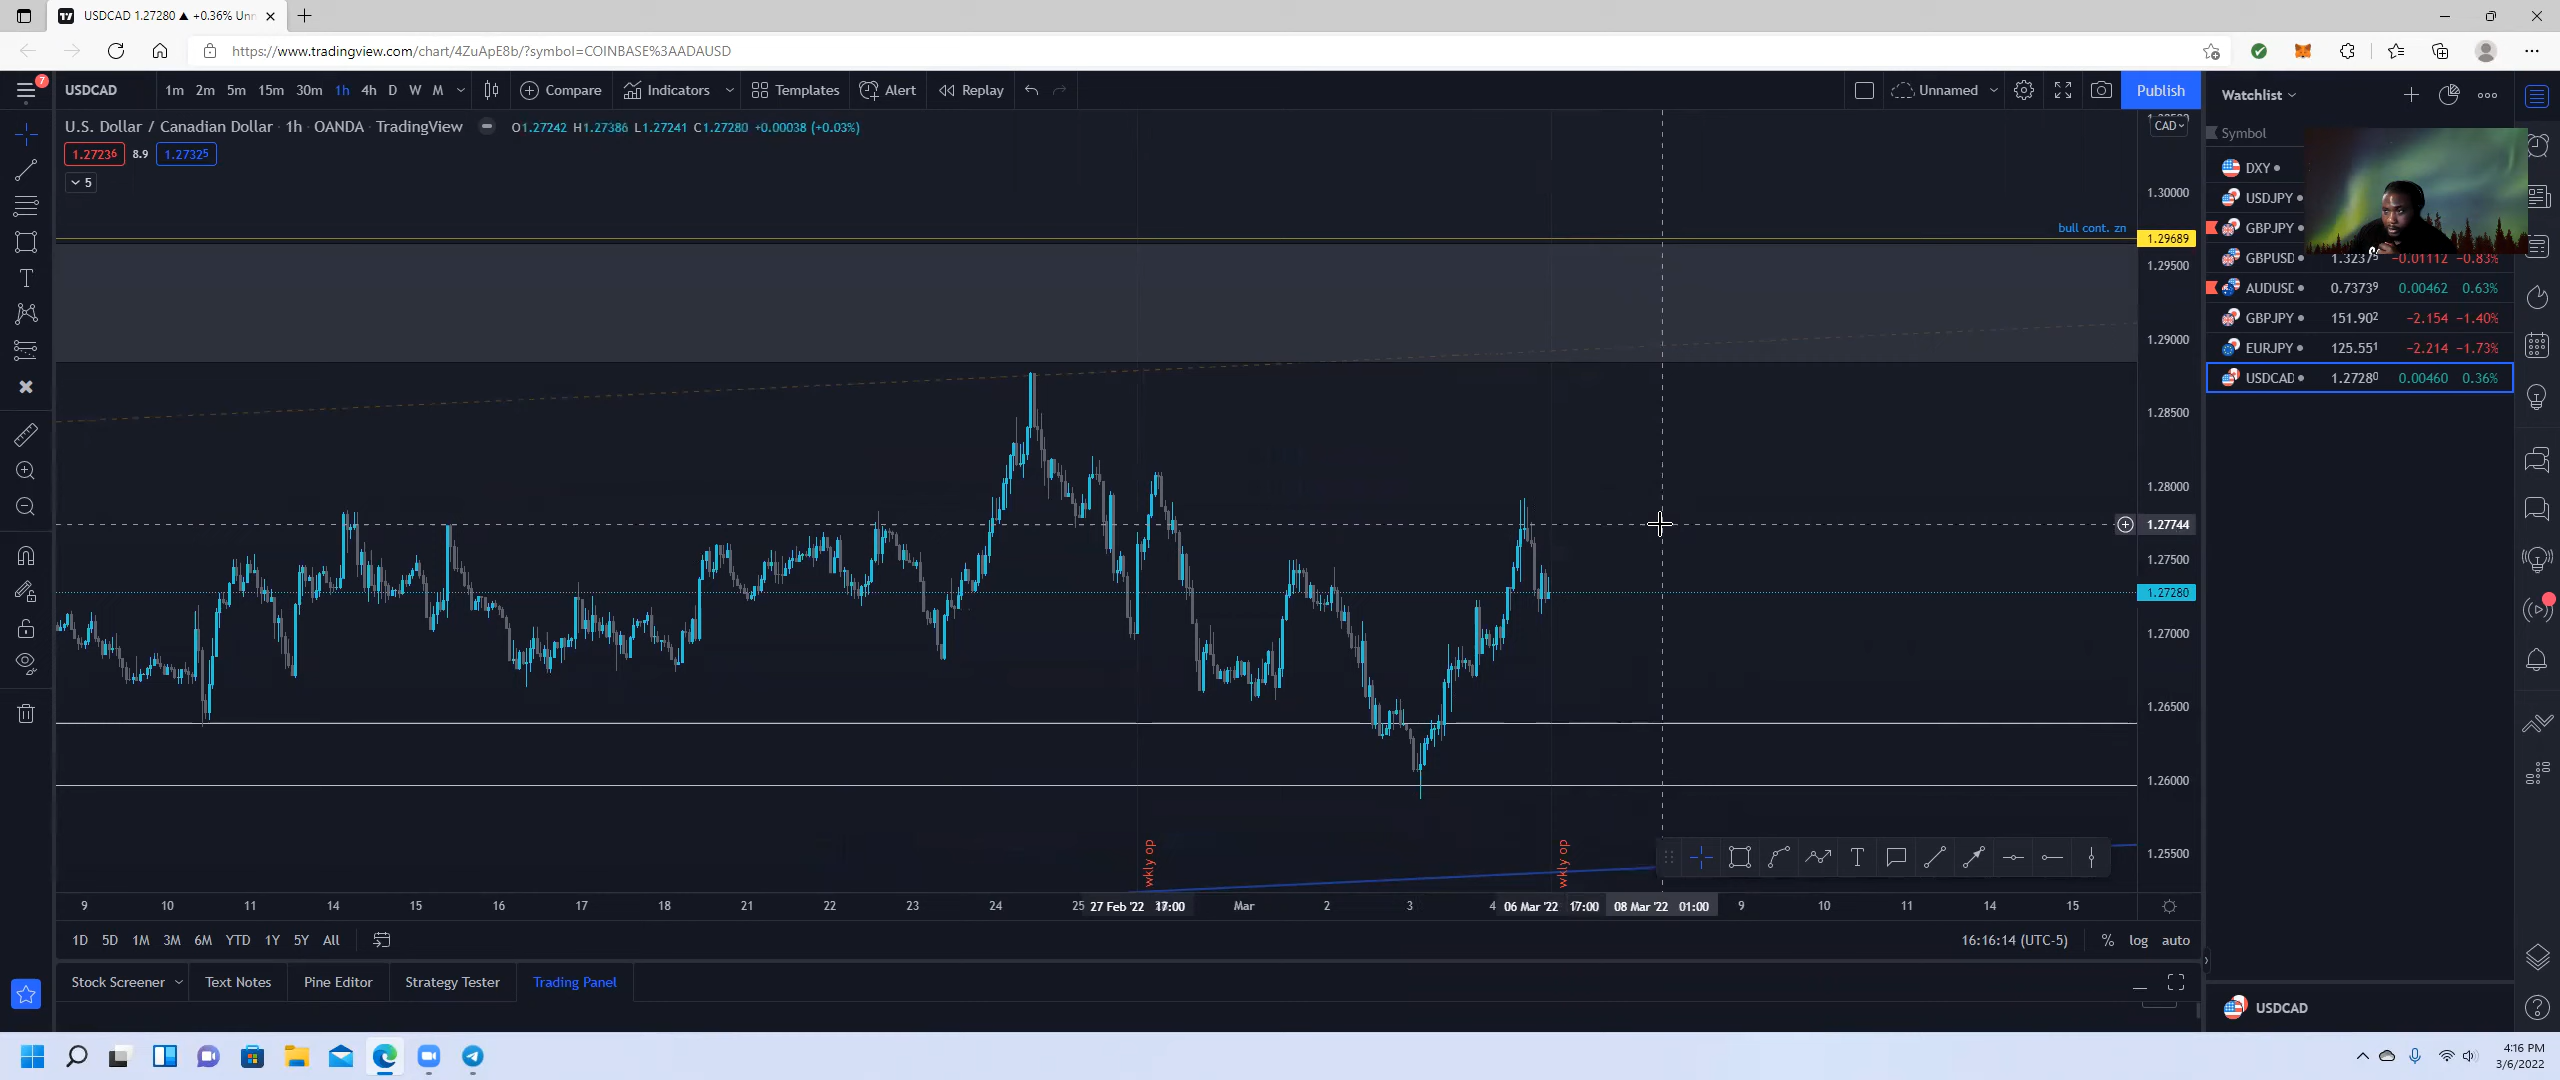 USDCAD 1.27280 ▲ +0.36% Unn
https://www.tradingview.com/chart/4ZuApE8b/?symbol=COINBASE%3AADAUSD
7
USDCAD 1m 2m 5m 15m 30m 1h 4h D W M Compare Indicators Templates Alert Replay Unnamed Publish
Watchlist
U.S. Dollar / Canadian Dollar · 1h · OANDA · TradingView O1.27242 H1.27386 L1.27241 C1.27280 +0.00038 (+0.03%)
CAD
1.27236 8.9 1.27325
5
Symbol
DXY
USDJPY
GBPJPY
GBPUSD 1.32375 −0.01112 −0.83%
AUDUSD 0.73739 0.00462 0.63%
GBPJPY 151.902 −2.154 −1.40%
EURJPY 125.551 −2.214 −1.73%
USDCAD 1.27280 0.00460 0.36%
1.30000
bull cont. zn 1.29689
1.29500
1.29000
1.28500
1.28000
1.27744
1.27500
1.27280
1.27000
1.26500
1.26000
1.25500
wkly op
wkly op
9 10 11 14 15 16 17 18 21 22 23 24 25 27 Feb '22 17:00 Mar 2 3 4 06 Mar '22 17:00 08 Mar '22 01:00 9 10 11 14 15
1D 5D 1M 3M 6M YTD 1Y 5Y All
16:16:14 (UTC-5) % log auto
Stock Screener Text Notes Pine Editor Strategy Tester Trading Panel
USDCAD
4:16 PM
3/6/2022